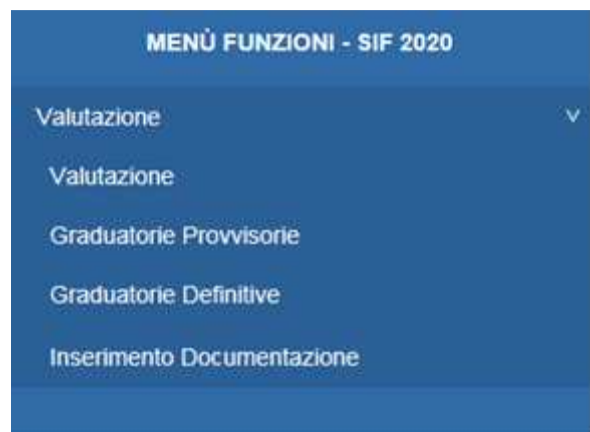 MENÙ FUNZIONI - SIF 2020
Valutazione
Valutazione
Graduatorie Provvisorie
Graduatorie Definitive
Inserimento Documentazione